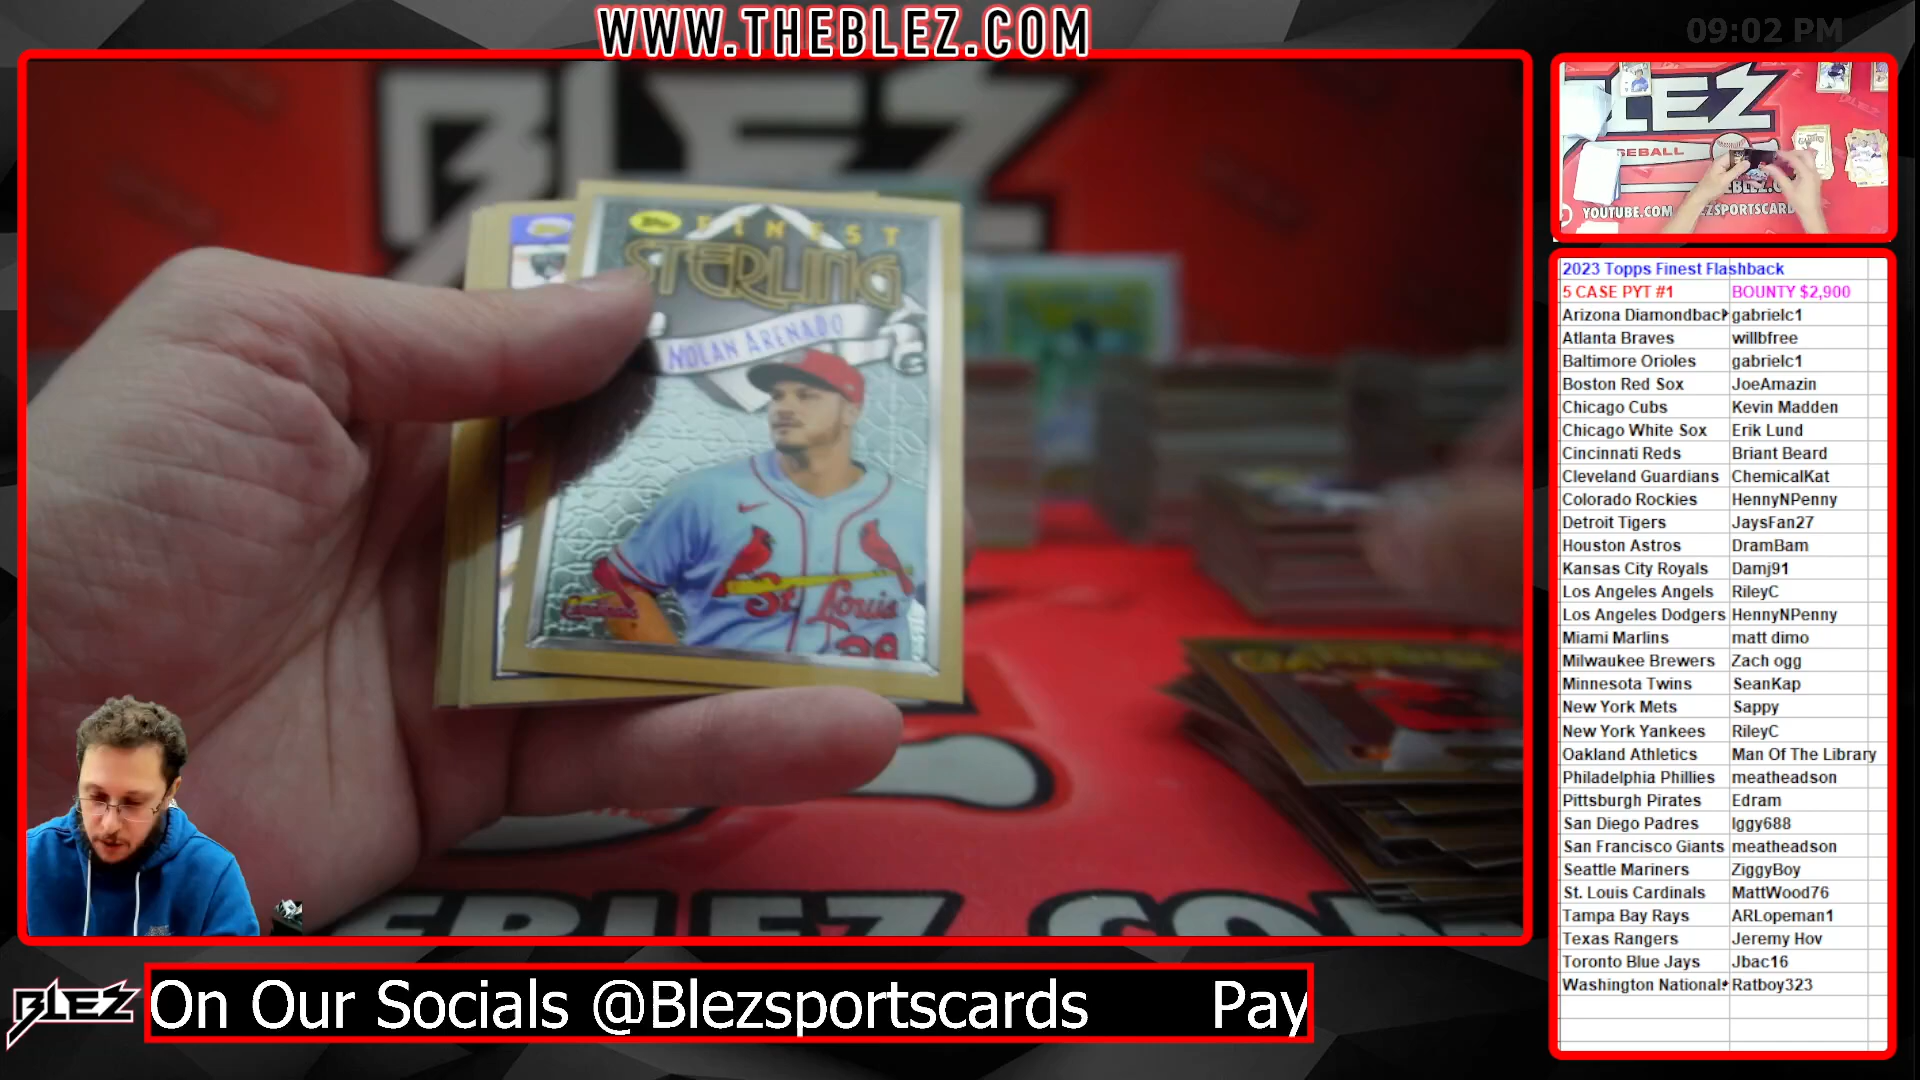 WWW.THEBLEZ.COM
09:02 PM
BLEZ
FINEST
STERLING
NOLAN ARENADO
Cardinals
St Louis
28
LEZ
YOUTUBE.COM
2023 Topps Finest Flashback
5 CASE PYT #1 BOUNTY $2,900
Arizona Diamondback gabrielc1
Atlanta Braves willbfree
Baltimore Orioles gabrielc1
Boston Red Sox JoeAmazin
Chicago Cubs Kevin Madden
Chicago White Sox Erik Lund
Cincinnati Reds Briant Beard
Cleveland Guardians ChemicalKat
Colorado Rockies HennyNPenny
Detroit Tigers JaysFan27
Houston Astros DramBam
Kansas City Royals Damj91
Los Angeles Angels RileyC
Los Angeles Dodgers HennyNPenny
Miami Marlins matt dimo
Milwaukee Brewers Zach ogg
Minnesota Twins SeanKap
New York Mets Sappy
New York Yankees RileyC
Oakland Athletics Man Of The Library
Philadelphia Phillies meatheadson
Pittsburgh Pirates Edram
San Diego Padres Iggy688
San Francisco Giants meatheadson
Seattle Mariners ZiggyBoy
St. Louis Cardinals MattWood76
Tampa Bay Rays ARLopeman1
Texas Rangers Jeremy Hov
Toronto Blue Jays Jbac16
Washington Nationals Ratboy323
BLEZ
On Our Socials @Blezsportscards Pay